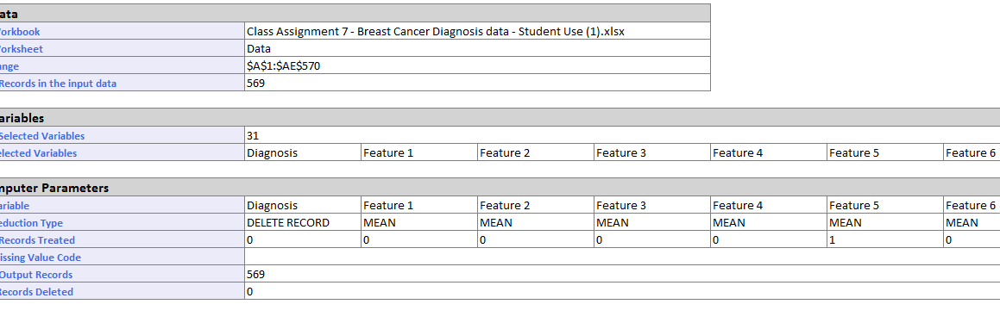 ata
orkbook Class Assignment 7 - Breast Cancer Diagnosis data - Student Use (1).xlsx
orksheet Data
ange $A$1:$AE$570
Records in the input data 569
ariables
Selected Variables 31
elected Variables Diagnosis Feature 1 Feature 2 Feature 3 Feature 4 Feature 5 Feature 6
mputer Parameters
ariable Diagnosis Feature 1 Feature 2 Feature 3 Feature 4 Feature 5 Feature 6
eduction Type DELETE RECORD MEAN MEAN MEAN MEAN MEAN MEAN
Records Treated 0 0 0 0 0 1 0
issing Value Code
Output Records 569
Records Deleted 0